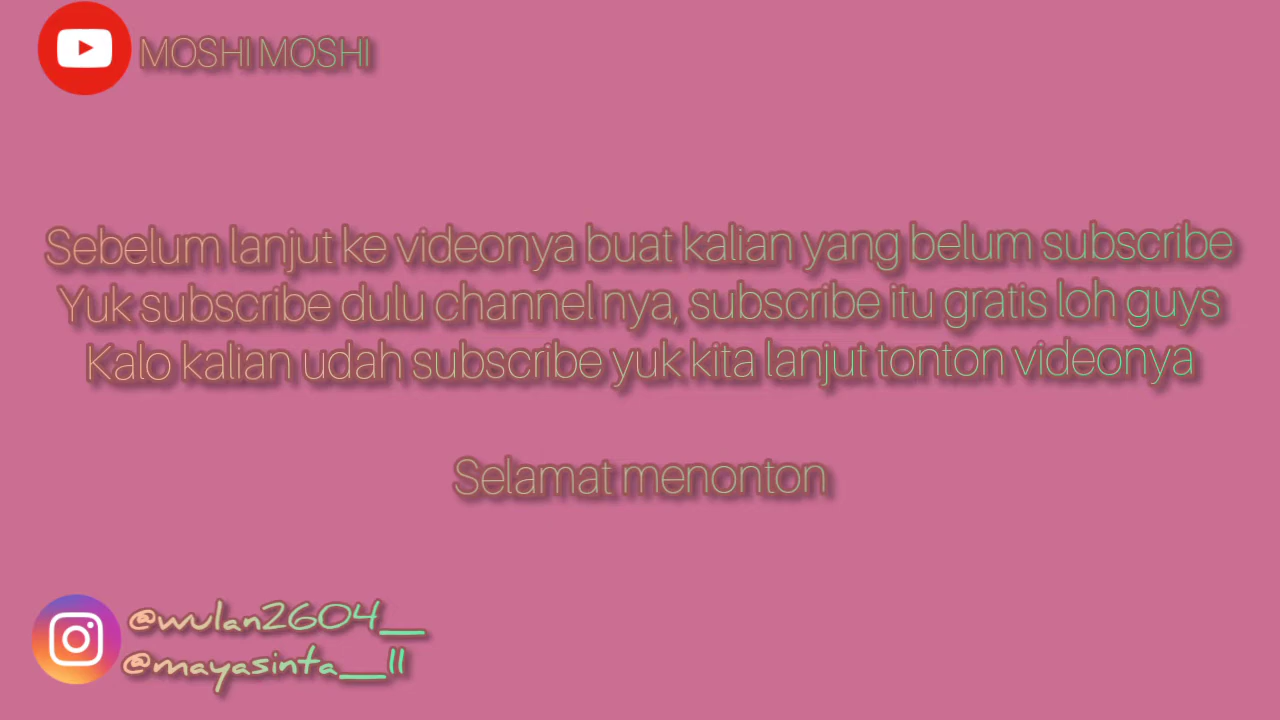 MOSHI MOSHI
Sebelum lanjut ke videonya buat kalian yang belum subscribe
Yuk subscribe dulu channel nya, subscribe itu gratis loh guys
Kalo kalian udah subscribe yuk kita lanjut tonton videonya
Selamat menonton
@wulan2604__
@mayasinta__11